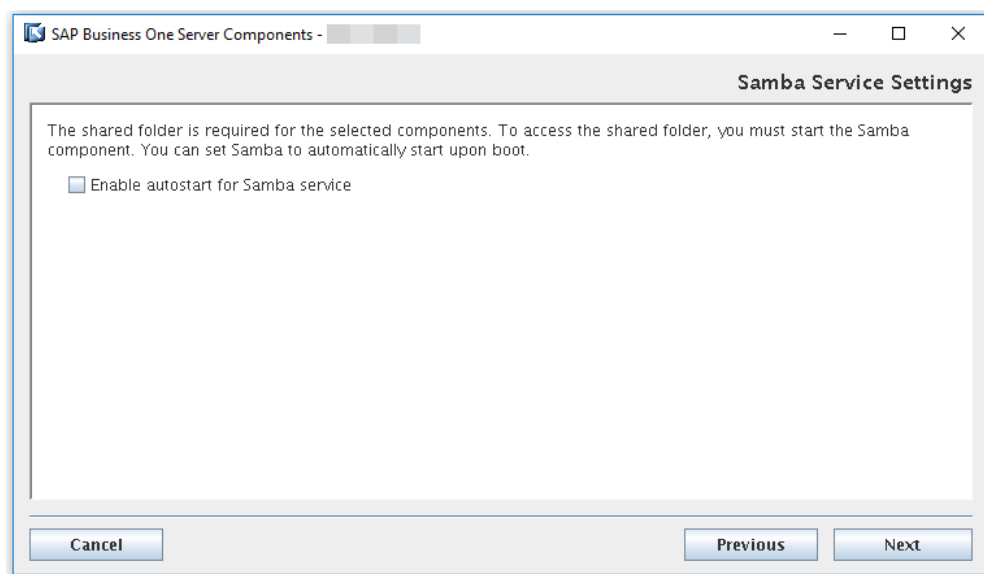 SAP Business One Server Components -
Samba Service Settings
The shared folder is required for the selected components. To access the shared folder, you must start the Samba
component. You can set Samba to automatically start upon boot.
Enable autostart for Samba service
Cancel
Previous
Next